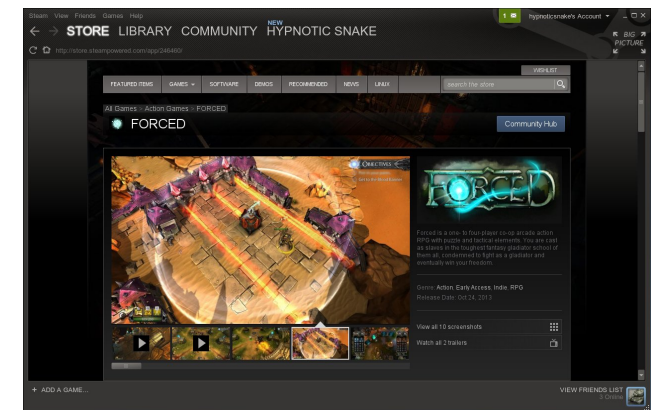 Steam View Friends Games Help
1
hypnoticsnake's Account
STORE LIBRARY COMMUNITY HYPNOTIC SNAKE
NEW
BIG PICTURE
http://store.steampowered.com/app/246460/
WISHLIST
FEATURED ITEMS GAMES SOFTWARE DEMOS RECOMMENDED NEWS LINUX
search the store
All Games > Action Games > FORCED
FORCED
Community Hub
OBJECTIVES
FORCED
Forced is a one- to four-player co-op arcade action
RPG with puzzle and tactical elements. You are cast
as slaves in the toughest fantasy gladiator school of
them all, condemned to fight as a gladiator and
eventually win your freedom.
Genre: Action, Early Access, Indie, RPG
Release Date: Oct 24, 2013
View all 10 screenshots
Watch all 2 trailers
+ ADD A GAME...
VIEW FRIENDS LIST
3 Online